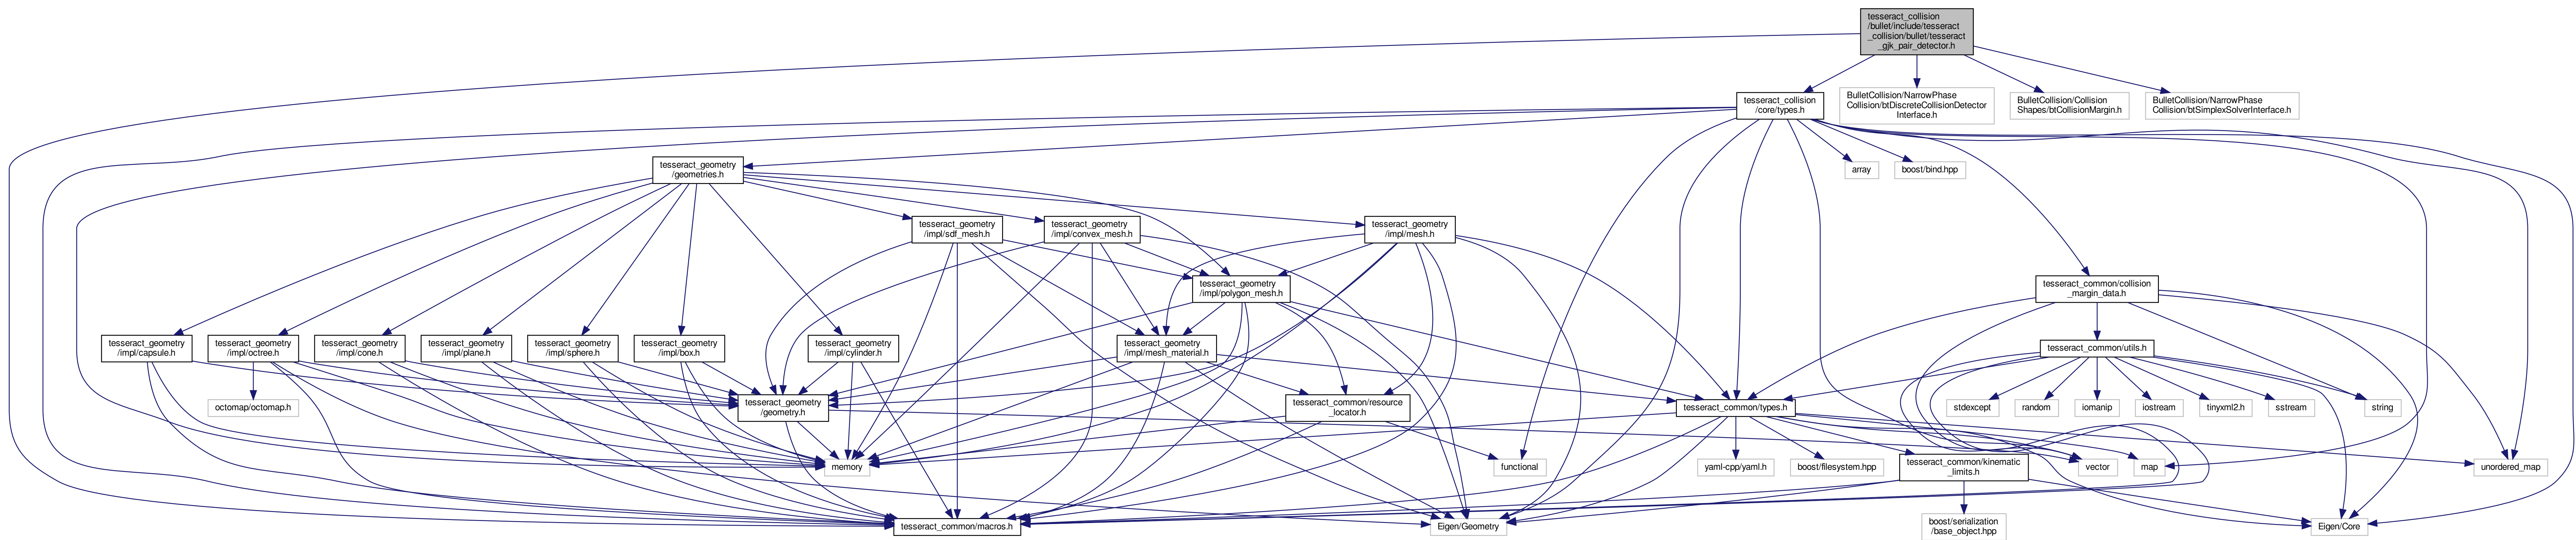 tesseract_collision
/bullet/include/tesseract
_collision/bullet/tesseract
_gjk_pair_detector.h
tesseract_collision
/core/types.h
BulletCollision/NarrowPhase
Collision/btDiscreteCollisionDetector
Interface.h
BulletCollision/Collision
Shapes/btCollisionMargin.h
BulletCollision/NarrowPhase
Collision/btSimplexSolverInterface.h
tesseract_geometry
/geometries.h
array
boost/bind.hpp
tesseract_geometry
/impl/sdf_mesh.h
tesseract_geometry
/impl/convex_mesh.h
tesseract_geometry
/impl/mesh.h
tesseract_geometry
/impl/polygon_mesh.h
tesseract_common/collision
_margin_data.h
tesseract_geometry
/impl/capsule.h
tesseract_geometry
/impl/octree.h
tesseract_geometry
/impl/cone.h
tesseract_geometry
/impl/plane.h
tesseract_geometry
/impl/sphere.h
tesseract_geometry
/impl/box.h
tesseract_geometry
/impl/cylinder.h
tesseract_geometry
/impl/mesh_material.h
tesseract_common/utils.h
octomap/octomap.h
tesseract_geometry
/geometry.h
tesseract_common/resource
_locator.h
tesseract_common/types.h
stdexcept
random
iomanip
iostream
tinyxml2.h
sstream
string
memory
functional
yaml-cpp/yaml.h
boost/filesystem.hpp
tesseract_common/kinematic
_limits.h
vector
map
unordered_map
tesseract_common/macros.h
Eigen/Geometry
boost/serialization
/base_object.hpp
Eigen/Core